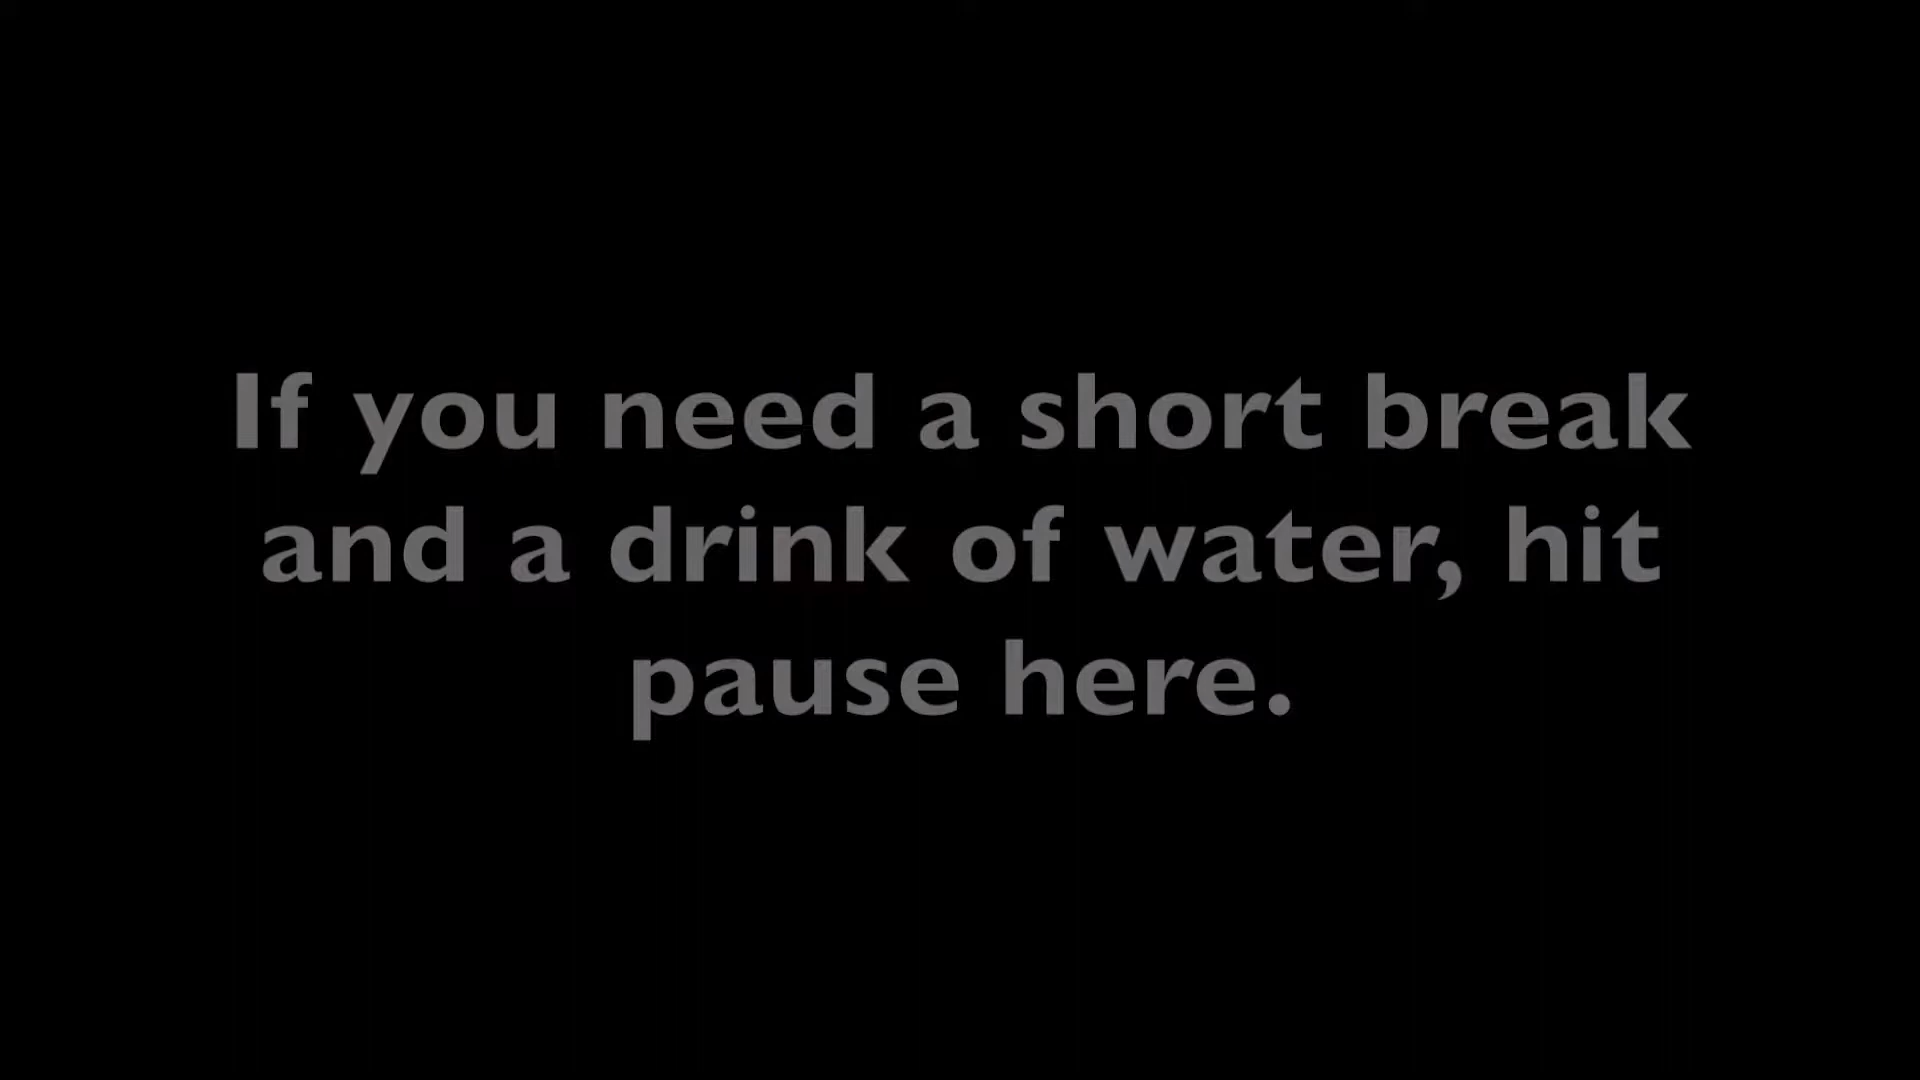 If you need a short break
and a drink of water, hit
pause here.